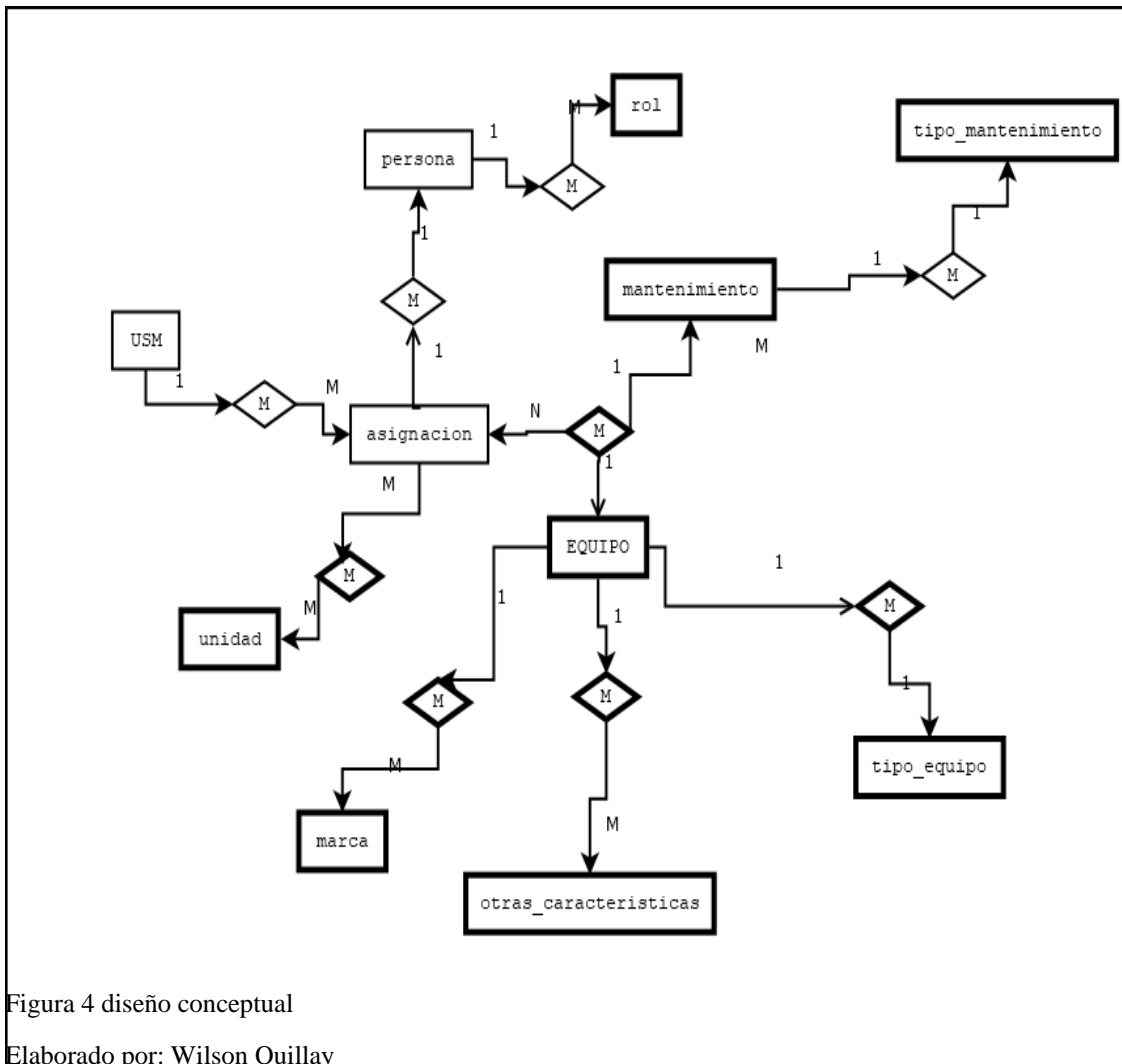 rol
M
tipo_mantenimiento
1
persona
M
1
1
1
M
mantenimiento
M
USM
1
M
1
M
1
M
M
N
asignacion
M
1
M
EQUIPO
1
M
M
1
1
M
M
unidad
M
M
1
M
tipo_equipo
M
marca
otras_caracteristicas
Figura 4 diseño conceptual
Elaborado por: Wilson Quillay